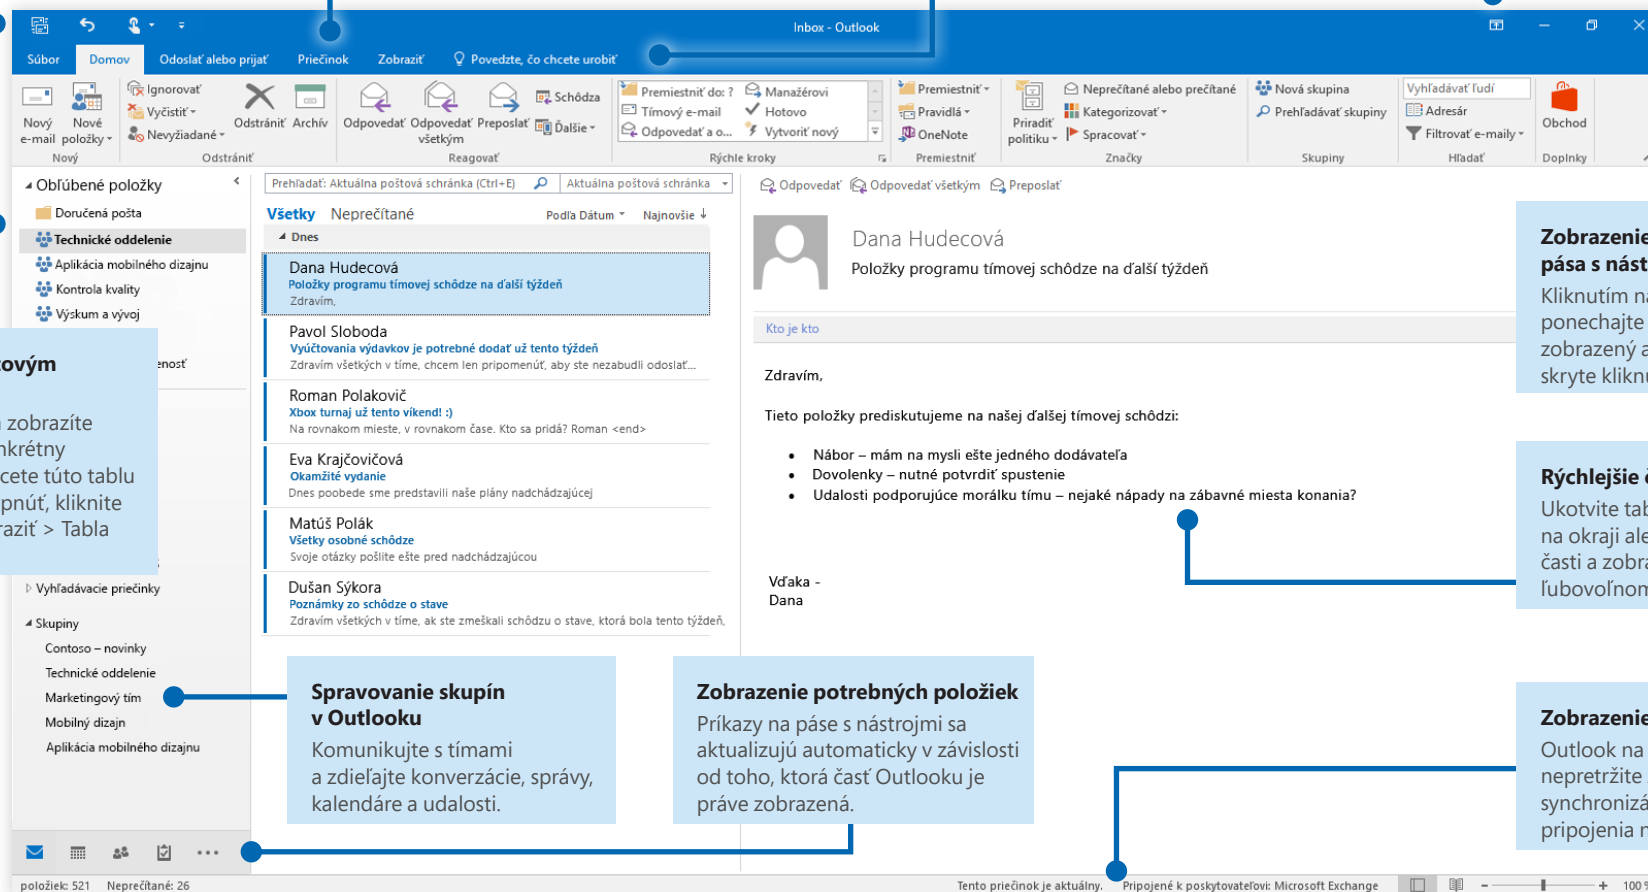 Inbox - Outlook
Súbor Domov Odoslať alebo prijať Priečinok Zobraziť Povedzte, čo chcete urobiť
Nový e-mail
Nové položky
Nový
Ignorovať
Vyčistiť
Nevyžiadané
Odstrániť Archív
Odstrániť
Odpovedať Odpovedať všetkým Preposlať
Schôdza
Ďalšie
Reagovať
Premiestniť do: ?
Tímový e-mail
Odpovedať a o...
Manažérovi
Hotovo
Vytvoriť nový
Rýchle kroky
Premiestniť
Pravidlá
OneNote
Premiestniť
Priradiť politiku
Neprečítané alebo prečítané
Kategorizovať
Spracovať
Značky
Nová skupina
Prehľadávať skupiny
Skupiny
Vyhľadávať ľudí
Adresár
Filtrovať e-maily
Hľadať
Obchod
Doplnky
Obľúbené položky
Doručená pošta
Technické oddelenie
Aplikácia mobilného dizajnu
Kontrola kvality
Výskum a vývoj
enosť
ovým
zobrazíte
nkrétny
cete túto tablu
pnúť, kliknite
raziť > Tabla
Vyhľadávacie priečinky
Skupiny
Contoso – novinky
Technické oddelenie
Marketingový tím
Mobilný dizajn
Aplikácia mobilného dizajnu
Prehľadať: Aktuálna poštová schránka (Ctrl+E) Aktuálna poštová schránka
Všetky Neprečítané Podľa Dátum Najnovšie ↓
Dnes
Dana Hudecová
Položky programu tímovej schôdze na ďalší týždeň
Zdravím,
Pavol Sloboda
Vyúčtovania výdavkov je potrebné dodať už tento týždeň
Zdravím všetkých v tíme, chcem len pripomenúť, aby ste nezabudli odoslať...
Roman Polakovič
Xbox turnaj už tento víkend! :)
Na rovnakom mieste, v rovnakom čase. Kto sa pridá? Roman <end>
Eva Krajčovičová
Okamžité vydanie
Dnes poobede sme predstavili naše plány nadchádzajúcej
Matúš Polák
Všetky osobné schôdze
Svoje otázky pošlite ešte pred nadchádzajúcou
Dušan Sýkora
Poznámky zo schôdze o stave
Zdravím všetkých v tíme, ak ste zmeškali schôdzu o stave, ktorá bola tento týždeň,
Odpovedať Odpovedať všetkým Preposlať
Dana Hudecová
Položky programu tímovej schôdze na ďalší týždeň
Kto je kto
Zdravím,
Tieto položky prediskutujeme na našej ďalšej tímovej schôdzi:
• Nábor – mám na mysli ešte jedného dodávateľa
• Dovolenky – nutné potvrdiť spustenie
• Udalosti podporujúce morálku tímu – nejaké nápady na zábavné miesta konania?
Vďaka -
Dana
Zobrazenie
pása s nást
Kliknutím na
ponechajte
zobrazený a
skryte kliknu
Rýchlejšie č
Ukotvite tab
na okraji ale
časti a zobra
ľubovoľnom
Zobrazenie
Outlook na
nepretržite
synchronizá
pripojenia n
Spravovanie skupín
v Outlooku
Komunikujte s tímami
a zdieľajte konverzácie, správy,
kalendáre a udalosti.
Zobrazenie potrebných položiek
Príkazy na páse s nástrojmi sa
aktualizujú automaticky v závislosti
od toho, ktorá časť Outlooku je
práve zobrazená.
položiek: 521 Neprečítané: 26
Tento priečinok je aktuálny. Pripojené k poskytovateľovi: Microsoft Exchange
100 %